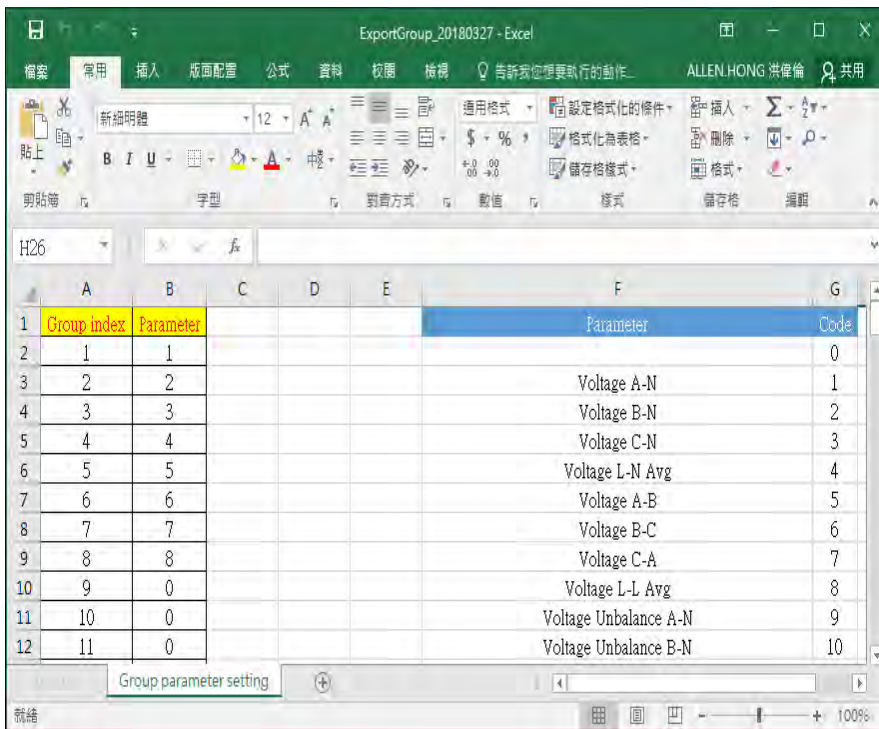 ExportGroup_20180327 - Excel
檔案 常用 插入 版面配置 公式 資料 校閱 檢視 告訴我您想要執行的動作... ALLEN.HONG 洪偉倫 共用
新細明體 12 A A 通用格式 設定格式化的條件 插入 Σ
貼上 B I U A 中 $ % 格式化為表格 刪除
儲存格樣式 格式
剪貼簿 字型 對齊方式 數值 樣式 儲存格 編輯
H26 fx
A B C D E F G
1 Group index Parameter Parameter Code
2 1 1 0
3 2 2 Voltage A-N 1
4 3 3 Voltage B-N 2
5 4 4 Voltage C-N 3
6 5 5 Voltage L-N Avg 4
7 6 6 Voltage A-B 5
8 7 7 Voltage B-C 6
9 8 8 Voltage C-A 7
10 9 0 Voltage L-L Avg 8
11 10 0 Voltage Unbalance A-N 9
12 11 0 Voltage Unbalance B-N 10
Group parameter setting
就緒 100%